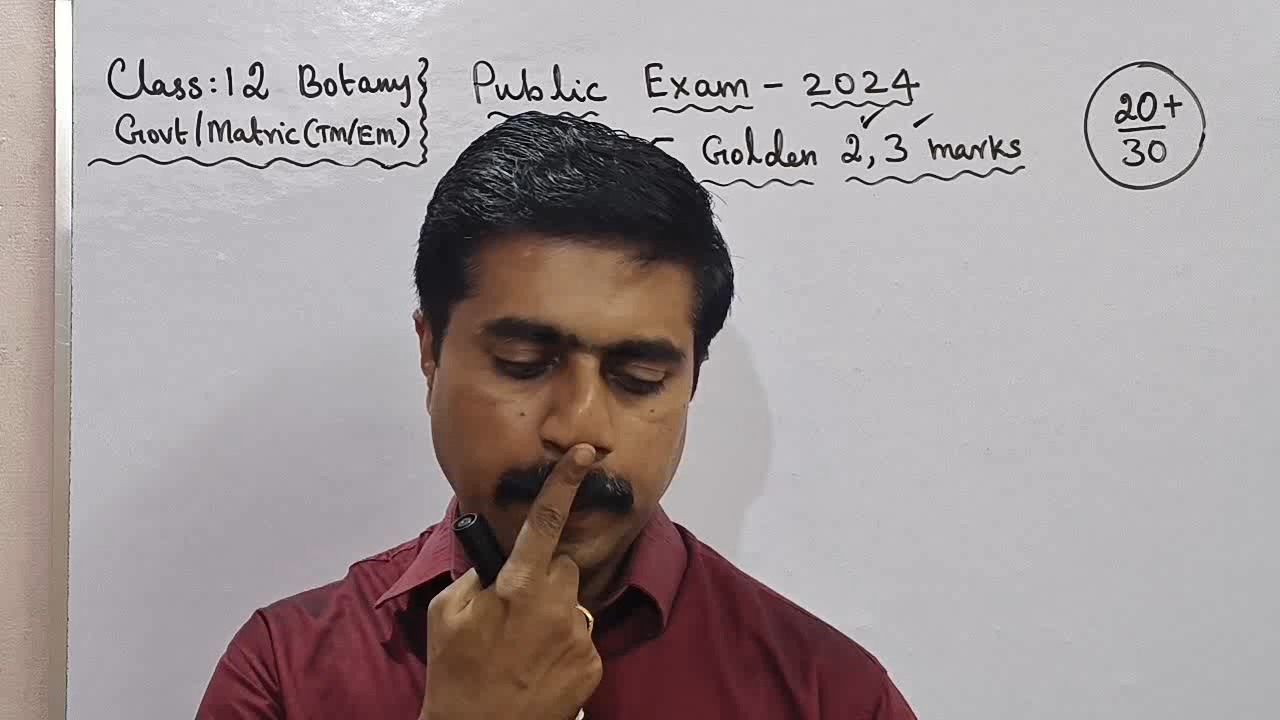 Class: 12 Botany} Public Exam - 2024
Govt/Matric (TM/EM)} - Golden 2, 3 marks
20+
30